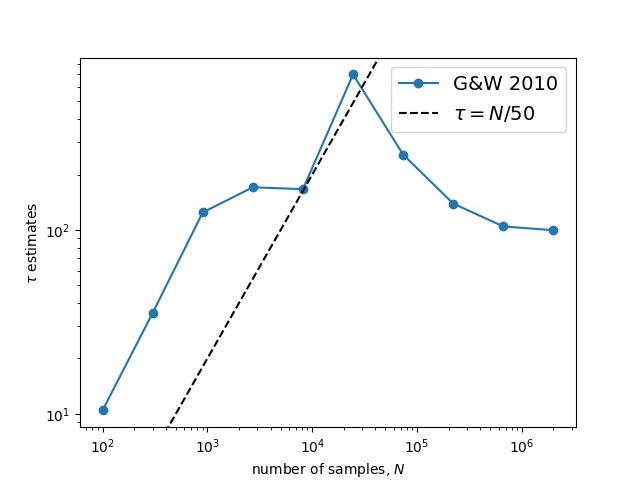 G&W 2010
τ = N/50
τ estimates
10²
10¹
10² 10³ 10⁴ 10⁵ 10⁶
number of samples, N